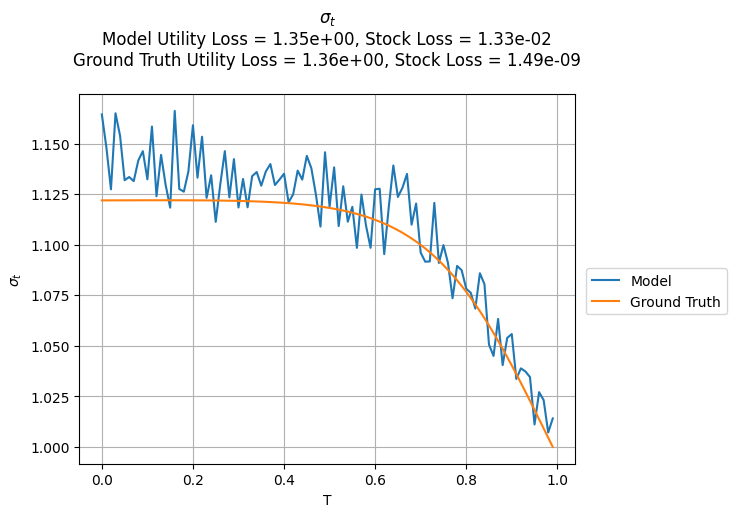 σt
Model Utility Loss = 1.35e+00, Stock Loss = 1.33e-02
Ground Truth Utility Loss = 1.36e+00, Stock Loss = 1.49e-09
1.150
1.125
1.100
1.075
1.050
1.025
1.000
σt
0.0 0.2 0.4 0.6 0.8 1.0
T
Model
Ground Truth